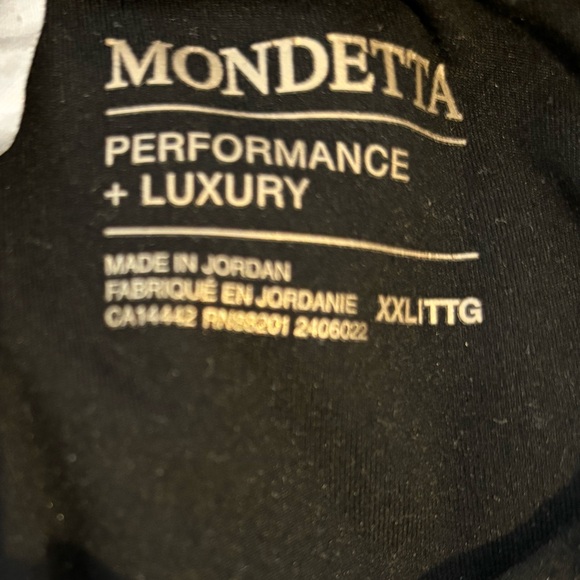 MONDETTA
PERFORMANCE
+ LUXURY
MADE IN JORDAN
FABRIQUÉ EN JORDANIE XXL|TTG
CA14442 RN88201 2406022